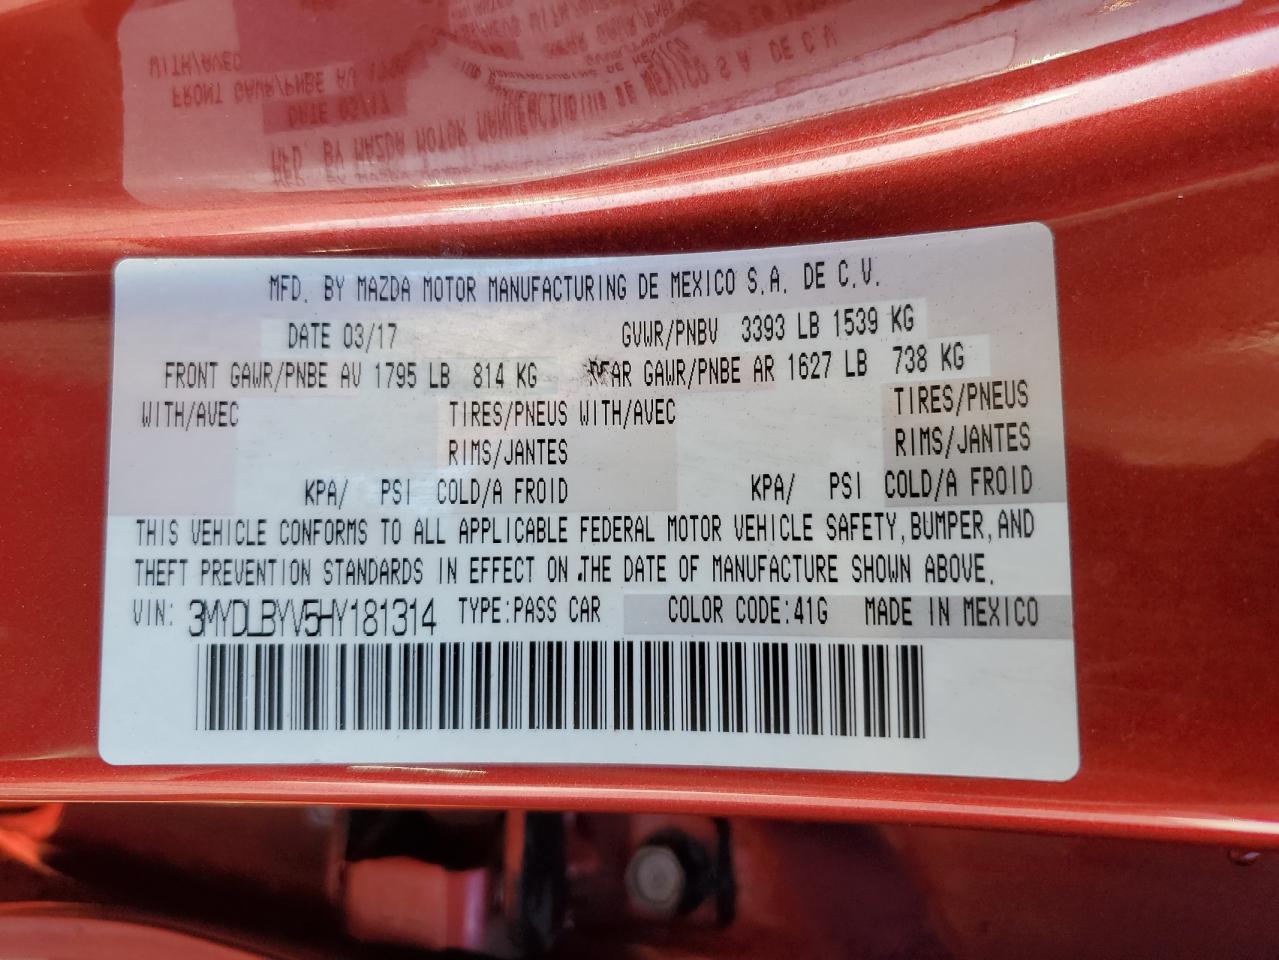 MFD. BY MAZDA MOTOR MANUFACTURING DE MEXICO S.A. DE C.V.
DATE 03/17 GVWR/PNBV 3393 LB 1539 KG
FRONT GAWR/PNBE AV 1795 LB 814 KG REAR GAWR/PNBE AR 1627 LB 738 KG
WITH/AVEC TIRES/PNEUS WITH/AVEC TIRES/PNEUS
RIMS/JANTES RIMS/JANTES
KPA/ PSI COLD/A FROID KPA/ PSI COLD/A FROID
THIS VEHICLE CONFORMS TO ALL APPLICABLE FEDERAL MOTOR VEHICLE SAFETY, BUMPER, AND
THEFT PREVENTION STANDARDS IN EFFECT ON THE DATE OF MANUFACTURE SHOWN ABOVE.
VIN: 3MYDLBYV5HY181314 TYPE:PASS CAR COLOR CODE:41G MADE IN MEXICO